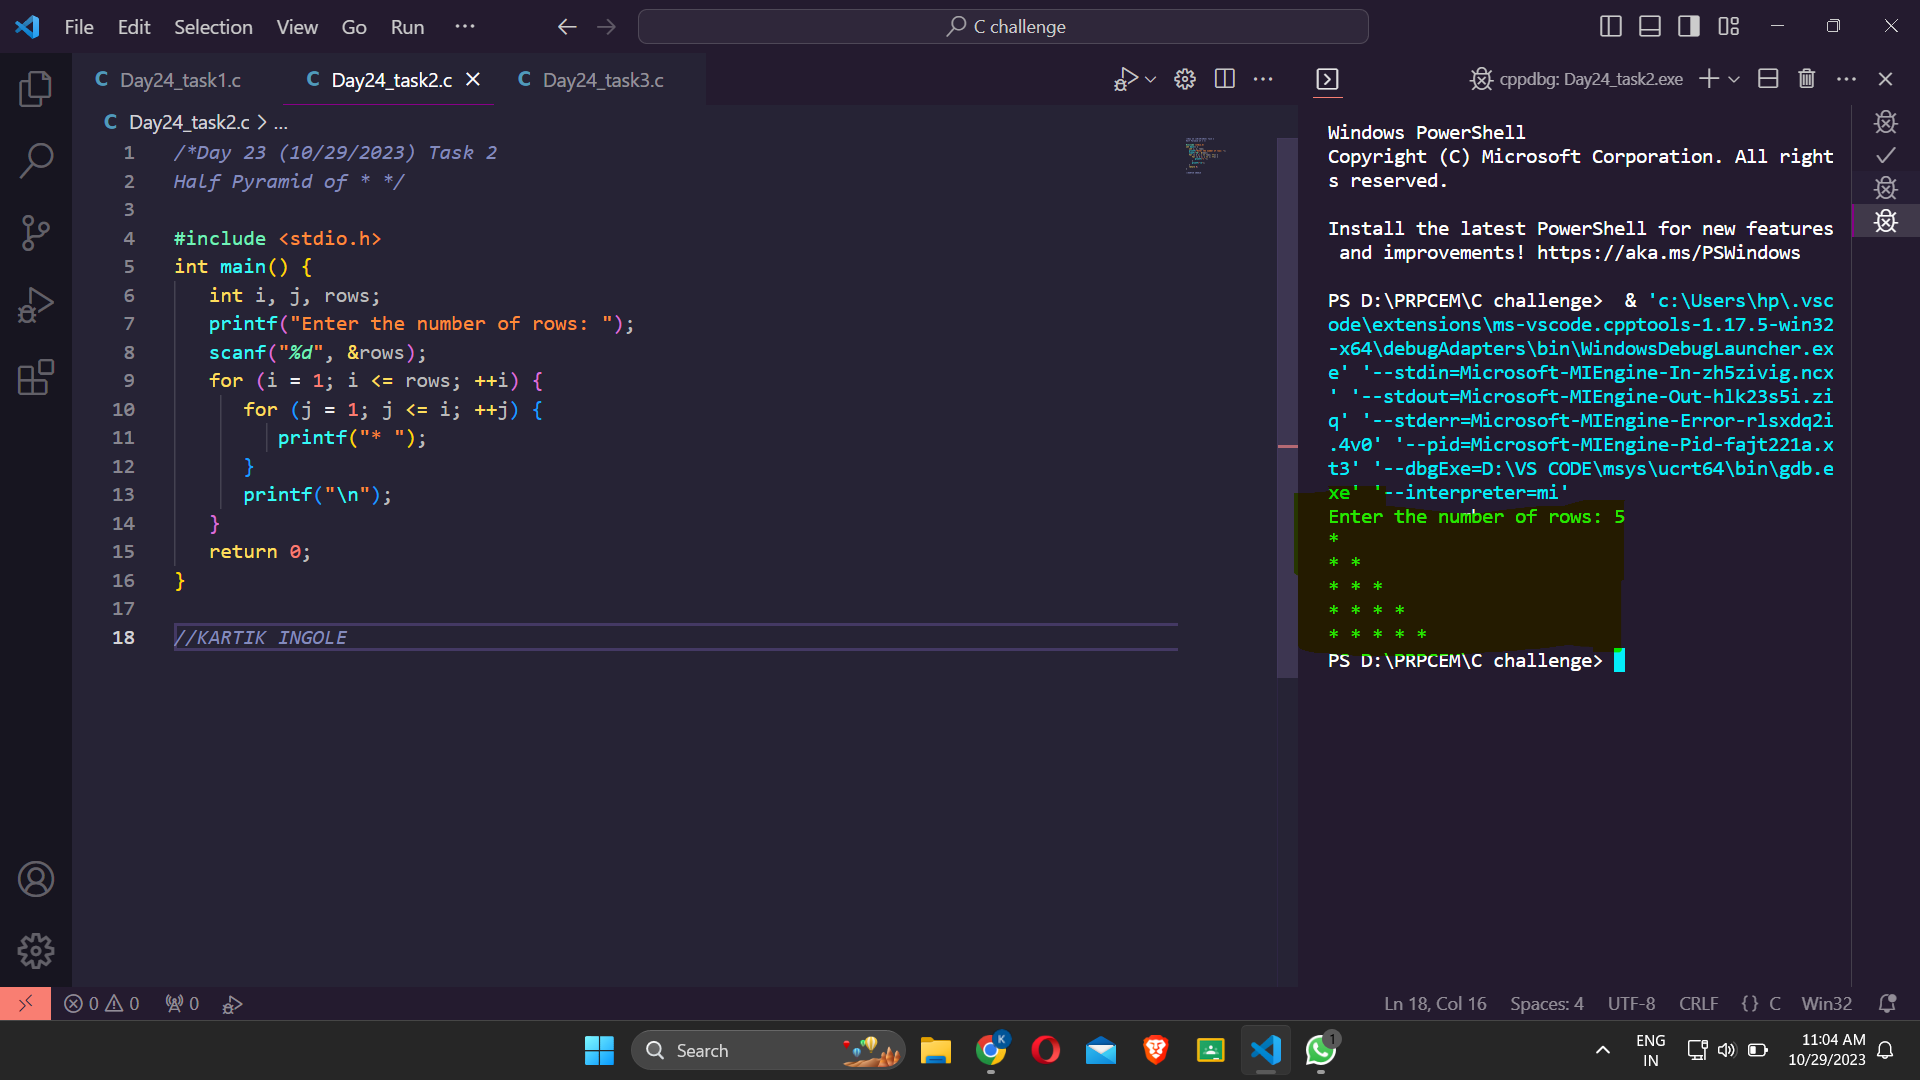 File Edit Selection View Go Run ··· C challenge
Day24_task1.c Day24_task2.c Day24_task3.c
cppdbg: Day24_task2.exe
Day24_task2.c > ...
1 /*Day 23 (10/29/2023) Task 2
2 Half Pyramid of * */
3
4 #include <stdio.h>
5 int main() {
6 int i, j, rows;
7 printf("Enter the number of rows: ");
8 scanf("%d", &rows);
9 for (i = 1; i <= rows; ++i) {
10 for (j = 1; j <= i; ++j) {
11 printf("* ");
12 }
13 printf("\n");
14 }
15 return 0;
16 }
17
18 //KARTIK INGOLE
Windows PowerShell
Copyright (C) Microsoft Corporation. All right
s reserved.
Install the latest PowerShell for new features
and improvements! https://aka.ms/PSWindows
PS D:\PRPCEM\C challenge> & 'c:\Users\hp\.vsc
ode\extensions\ms-vscode.cpptools-1.17.5-win32
-x64\debugAdapters\bin\WindowsDebugLauncher.ex
e' '--stdin=Microsoft-MIEngine-In-zh5zivig.ncx
' '--stdout=Microsoft-MIEngine-Out-hlk23s5i.zi
q' '--stderr=Microsoft-MIEngine-Error-rlsxdq2i
.4v0' '--pid=Microsoft-MIEngine-Pid-fajt221a.x
t3' '--dbgExe=D:\VS CODE\msys\ucrt64\bin\gdb.e
xe' '--interpreter=mi'
Enter the number of rows: 5
*
* *
* * *
* * * *
* * * * *
PS D:\PRPCEM\C challenge>
0 0 0 Ln 18, Col 16 Spaces: 4 UTF-8 CRLF {} C Win32
Search
K
1
ENG
IN
11:04 AM
10/29/2023